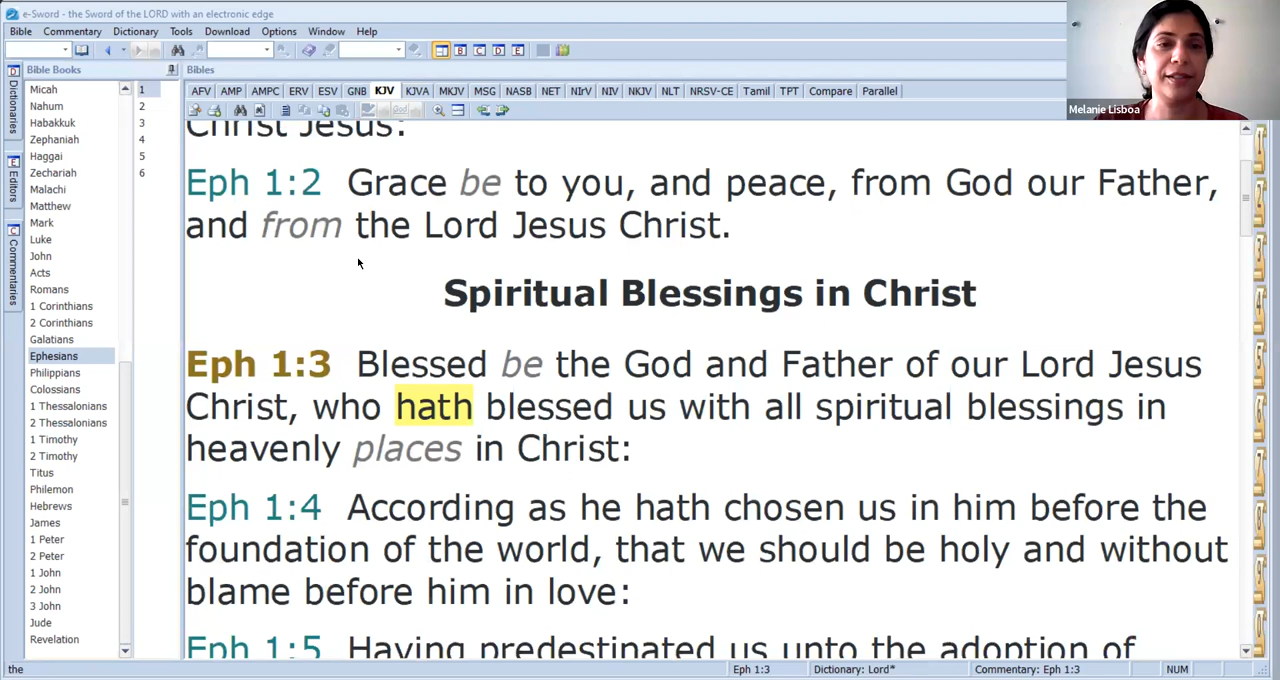 e-Sword - the Sword of the LORD with an electronic edge
Bible Commentary Dictionary Tools Download Options Window Help
B C D E
Bible Books
Bibles
Melanie Lisboa
AFV AMP AMPC ERV ESV GNB KJV KJVA MKJV MSG NASB NET NIrV NIV NKJV NLT NRSV-CE Tamil TPT Compare Parallel
D Dictionaries
E Editors
C Commentaries
Micah
Nahum
Habakkuk
Zephaniah
Haggai
Zechariah
Malachi
Matthew
Mark
Luke
John
Acts
Romans
1 Corinthians
2 Corinthians
Galatians
Ephesians
Philippians
Colossians
1 Thessalonians
2 Thessalonians
1 Timothy
2 Timothy
Titus
Philemon
Hebrews
James
1 Peter
2 Peter
1 John
2 John
3 John
Jude
Revelation
1
2
3
4
5
6
Christ Jesus:
Eph 1:2 Grace be to you, and peace, from God our Father,
and from the Lord Jesus Christ.
Spiritual Blessings in Christ
Eph 1:3 Blessed be the God and Father of our Lord Jesus
Christ, who hath blessed us with all spiritual blessings in
heavenly places in Christ:
Eph 1:4 According as he hath chosen us in him before the
foundation of the world, that we should be holy and without
blame before him in love:
Eph 1:5 Having predestinated us unto the adoption of
the
Eph 1:3
Dictionary: Lord*
Commentary: Eph 1:3
NUM